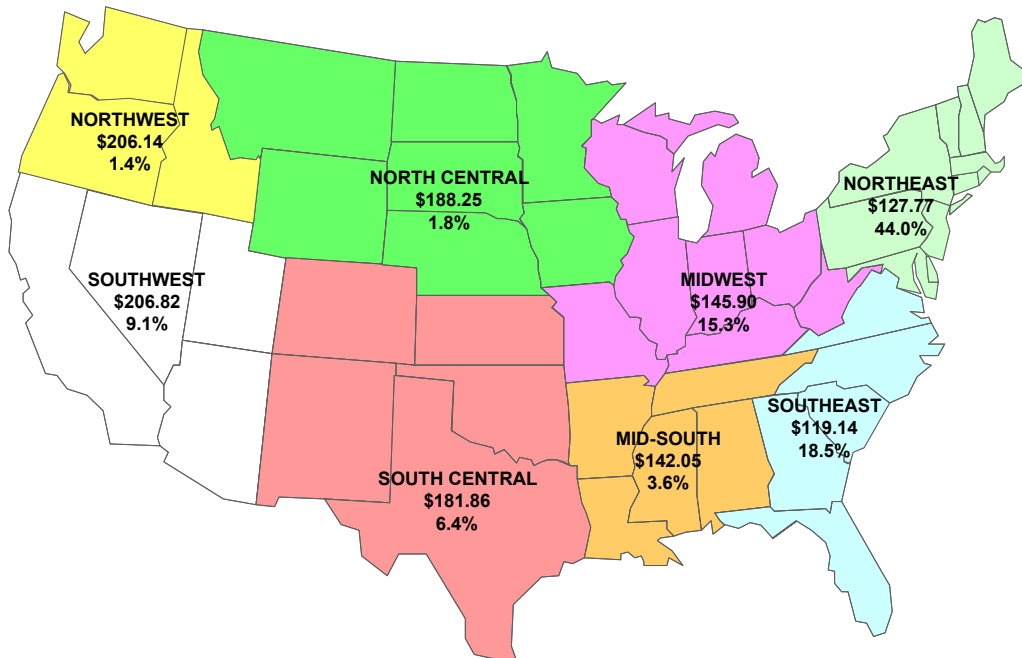 NORTHWEST
$206.14
1.4%
NORTH CENTRAL
$188.25
1.8%
NORTHEAST
$127.77
44.0%
SOUTHWEST
$206.82
9.1%
MIDWEST
$145.90
15.3%
SOUTHEAST
$119.14
18.5%
MID-SOUTH
$142.05
3.6%
SOUTH CENTRAL
$181.86
6.4%